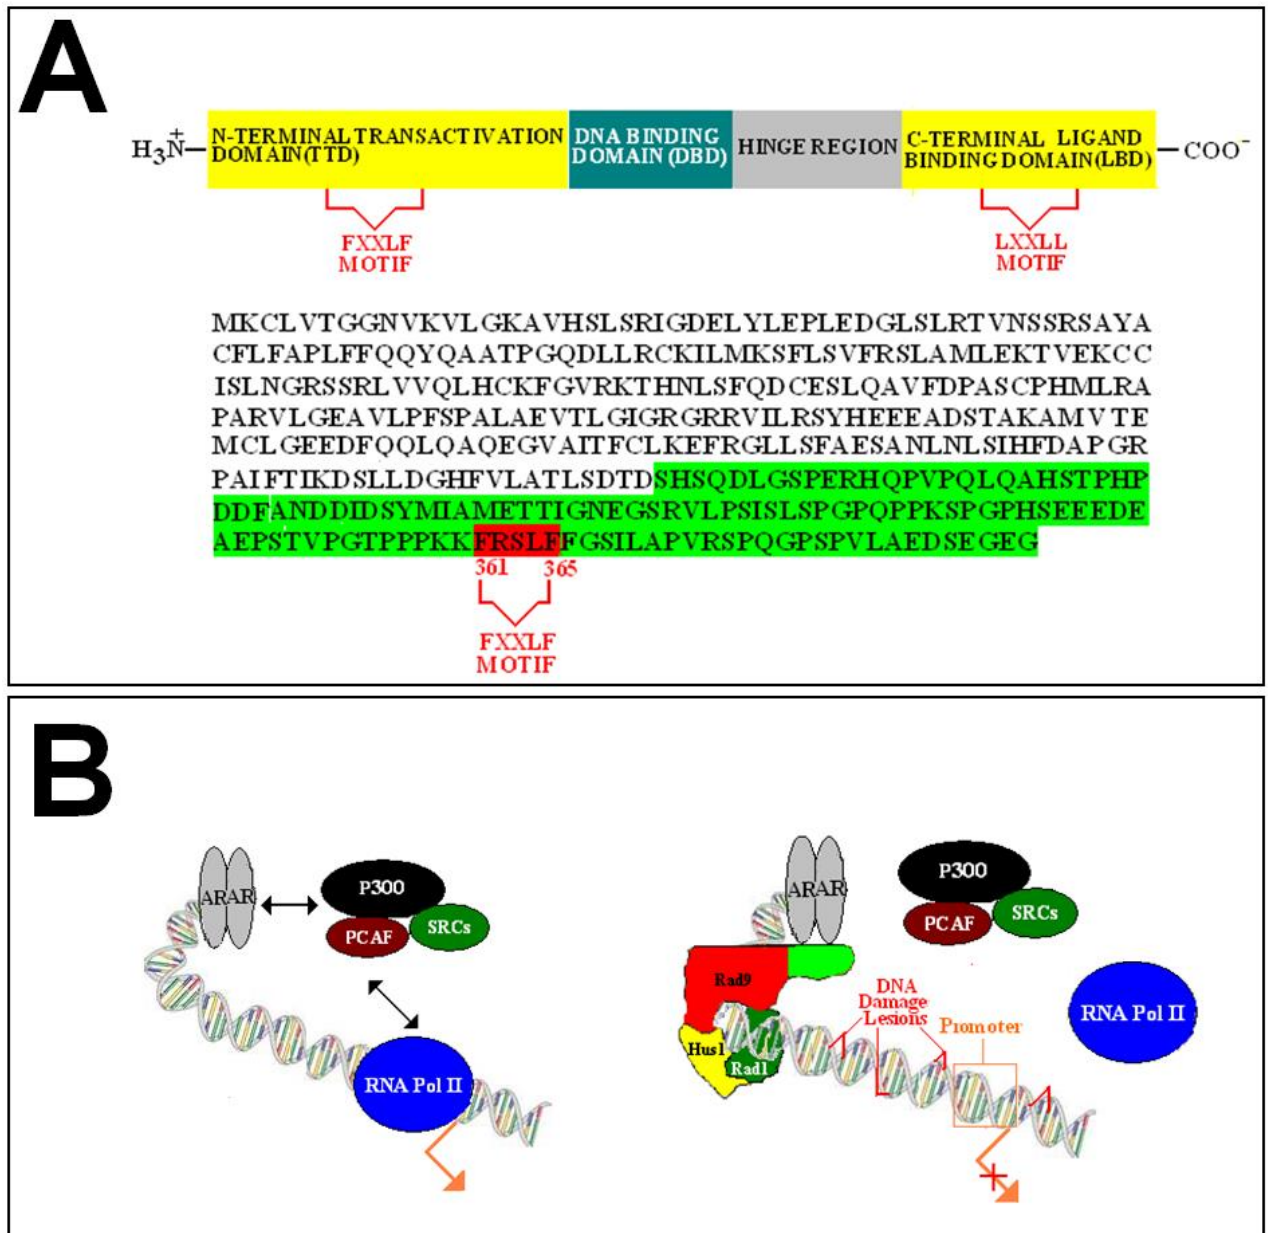 A
N-TERMINAL TRANSACTIVATION
DOMAIN(TTD)
DNA BINDING
DOMAIN (DBD)
HINGE REGION
C-TERMINAL LIGAND
BINDING DOMAIN(LBD)
H3N+
COO-
FXXLF
MOTIF
LXXLL
MOTIF
MKCLVTGGNVKVLGKAVHSLSRIGDELYLEPLEDGLSLRTVNSSRSAYA
CFLFAPLFFQQYQAATPGQDLLRCKILMKSFLSVFRSLAMLEKTVEKCC
ISLNGRSSRLVVQLHCKFGVRKTHNLSFQDCESLQAVFDPASCPHMLRA
PARVLGEAVLPFSPALAEVTLGIGRGRRVILRSYHEEEADSTAKAMVTE
MCLGEEDFQQLQAQEGVAITFCLKEFRGLLSFAESANLNLSIHFDAPGR
PAIFTIKDSLLDGHFVLATLSDTDSHSQDLGSPERHQPVPQLQAHSTPHP
DDFANDDIDSYMIAMETTIGNEGSRVLPSISLSPGPQPPKSPGPHSEEEDE
AEPSTVPGTPPPKKFRSLFFGSILAPVRSPQGPSPVLAEDSEGEG
361 365
FXXLF
MOTIF
B
ARAR
P300
PCAF
SRCs
RNA Pol II
ARAR
P300
PCAF
SRCs
Rad9
Hus1
Rad1
DNA
Damage
Lesions
Promoter
RNA Pol II